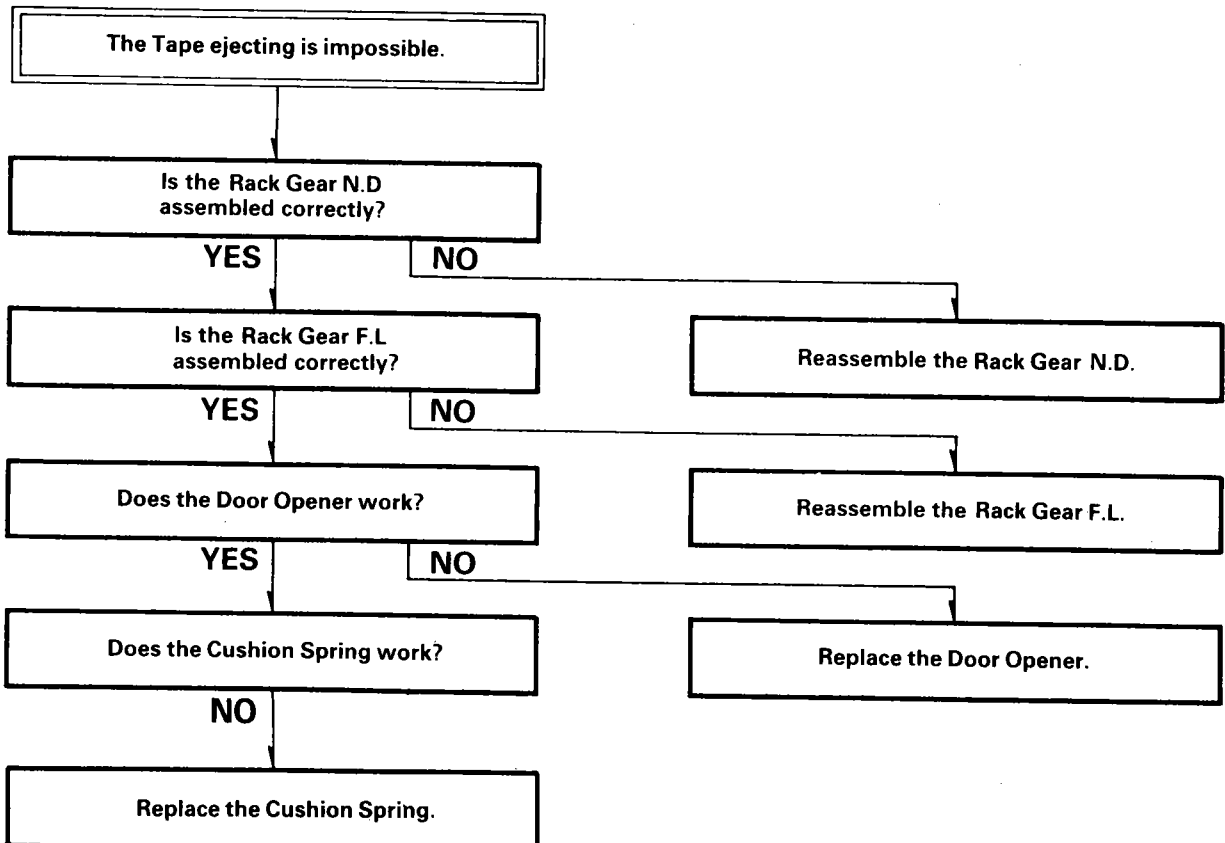 The Tape ejecting is impossible.
Is the Rack Gear N.D
assembled correctly?
YES
NO
Is the Rack Gear F.L
assembled correctly?
Reassemble the Rack Gear N.D.
YES
NO
Does the Door Opener work?
Reassemble the Rack Gear F.L.
YES
NO
Does the Cushion Spring work?
Replace the Door Opener.
NO
Replace the Cushion Spring.